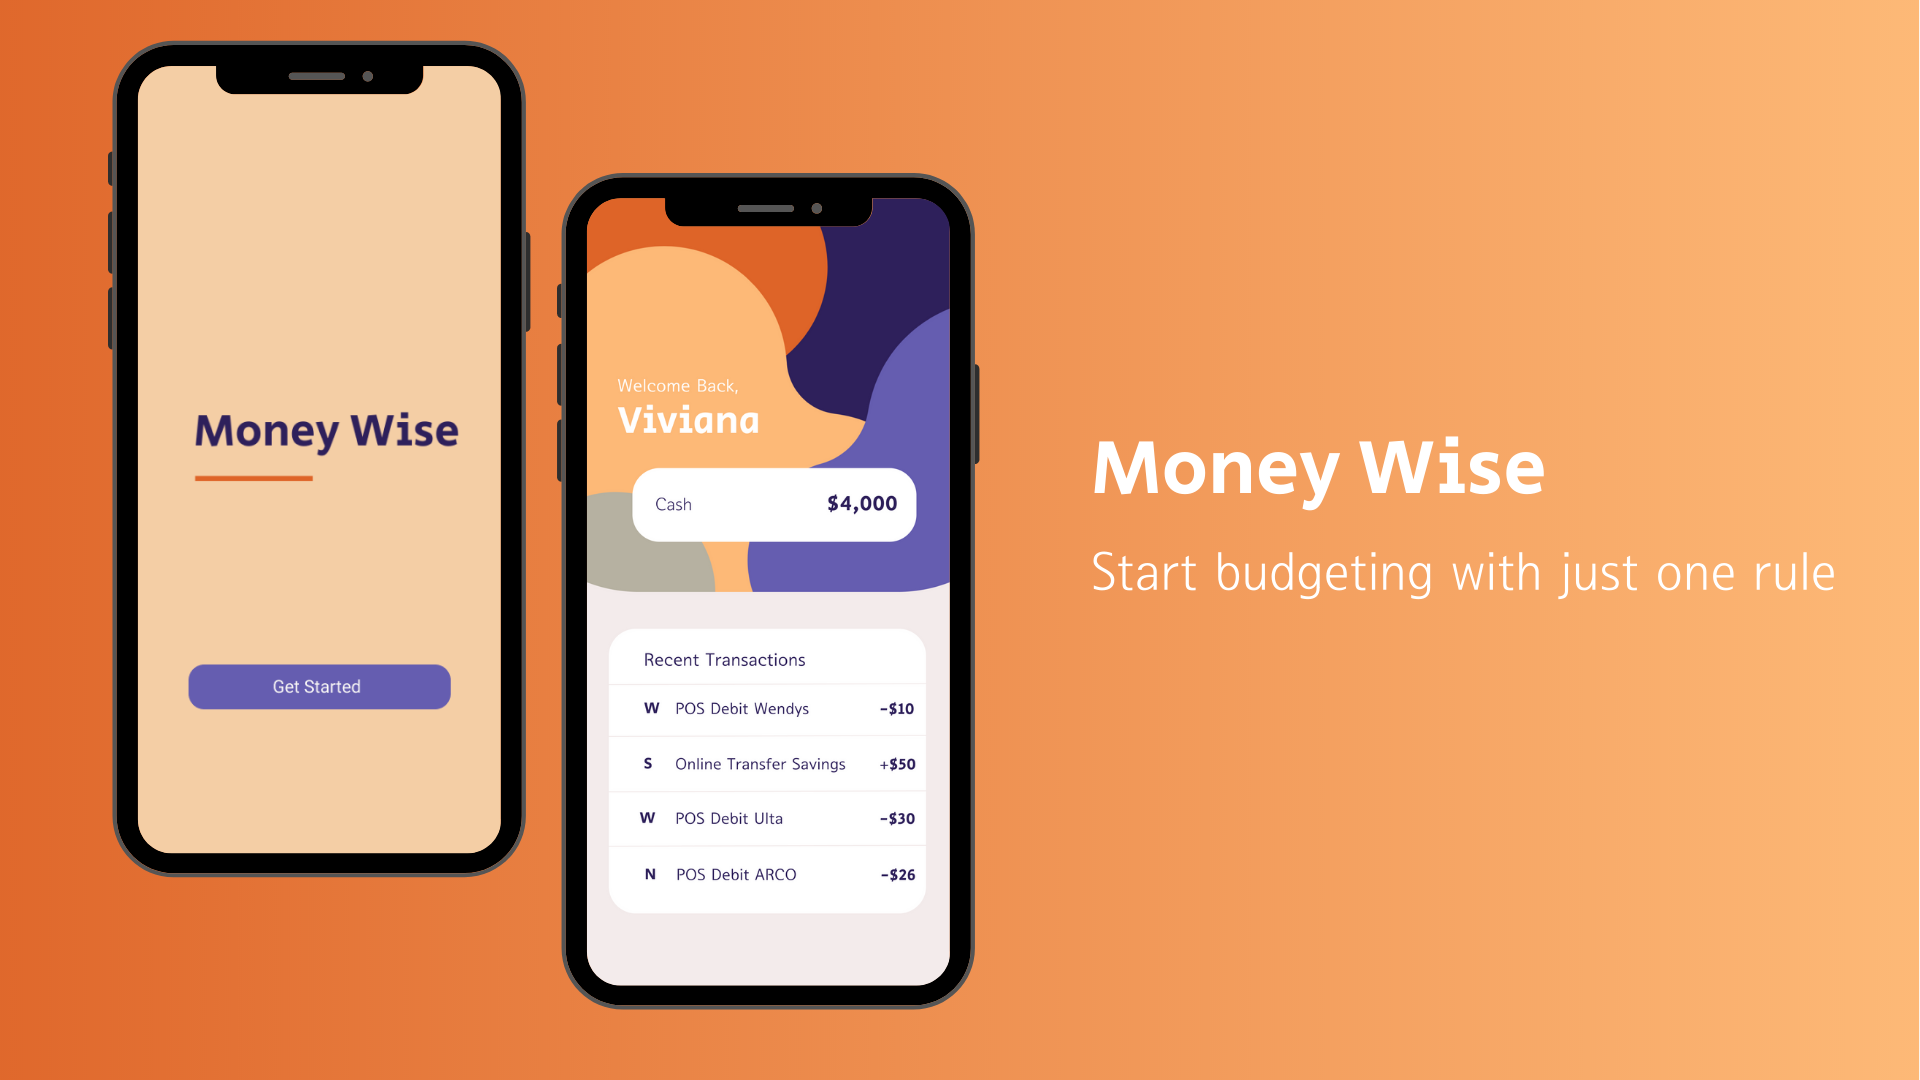 Money Wise
Get Started
Welcome Back,
Viviana
Cash $4,000
Recent Transactions
W POS Debit Wendys -$10
S Online Transfer Savings +$50
W POS Debit Ulta -$30
N POS Debit ARCO -$26
Money Wise
Start budgeting with just one rule